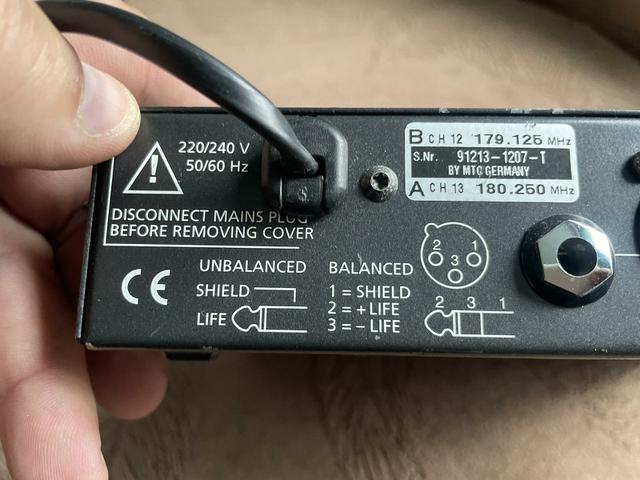 220/240 V
50/60 Hz
DISCONNECT MAINS PLUG
BEFORE REMOVING COVER
B CH 12 179.125 MHz
S.Nr. 91213-1207-T
BY MTC GERMANY
A CH 13 180.250 MHz
CE
UNBALANCED
SHIELD
LIFE
BALANCED
1 = SHIELD
2 = + LIFE
3 = – LIFE
2 1
3
2 3 1